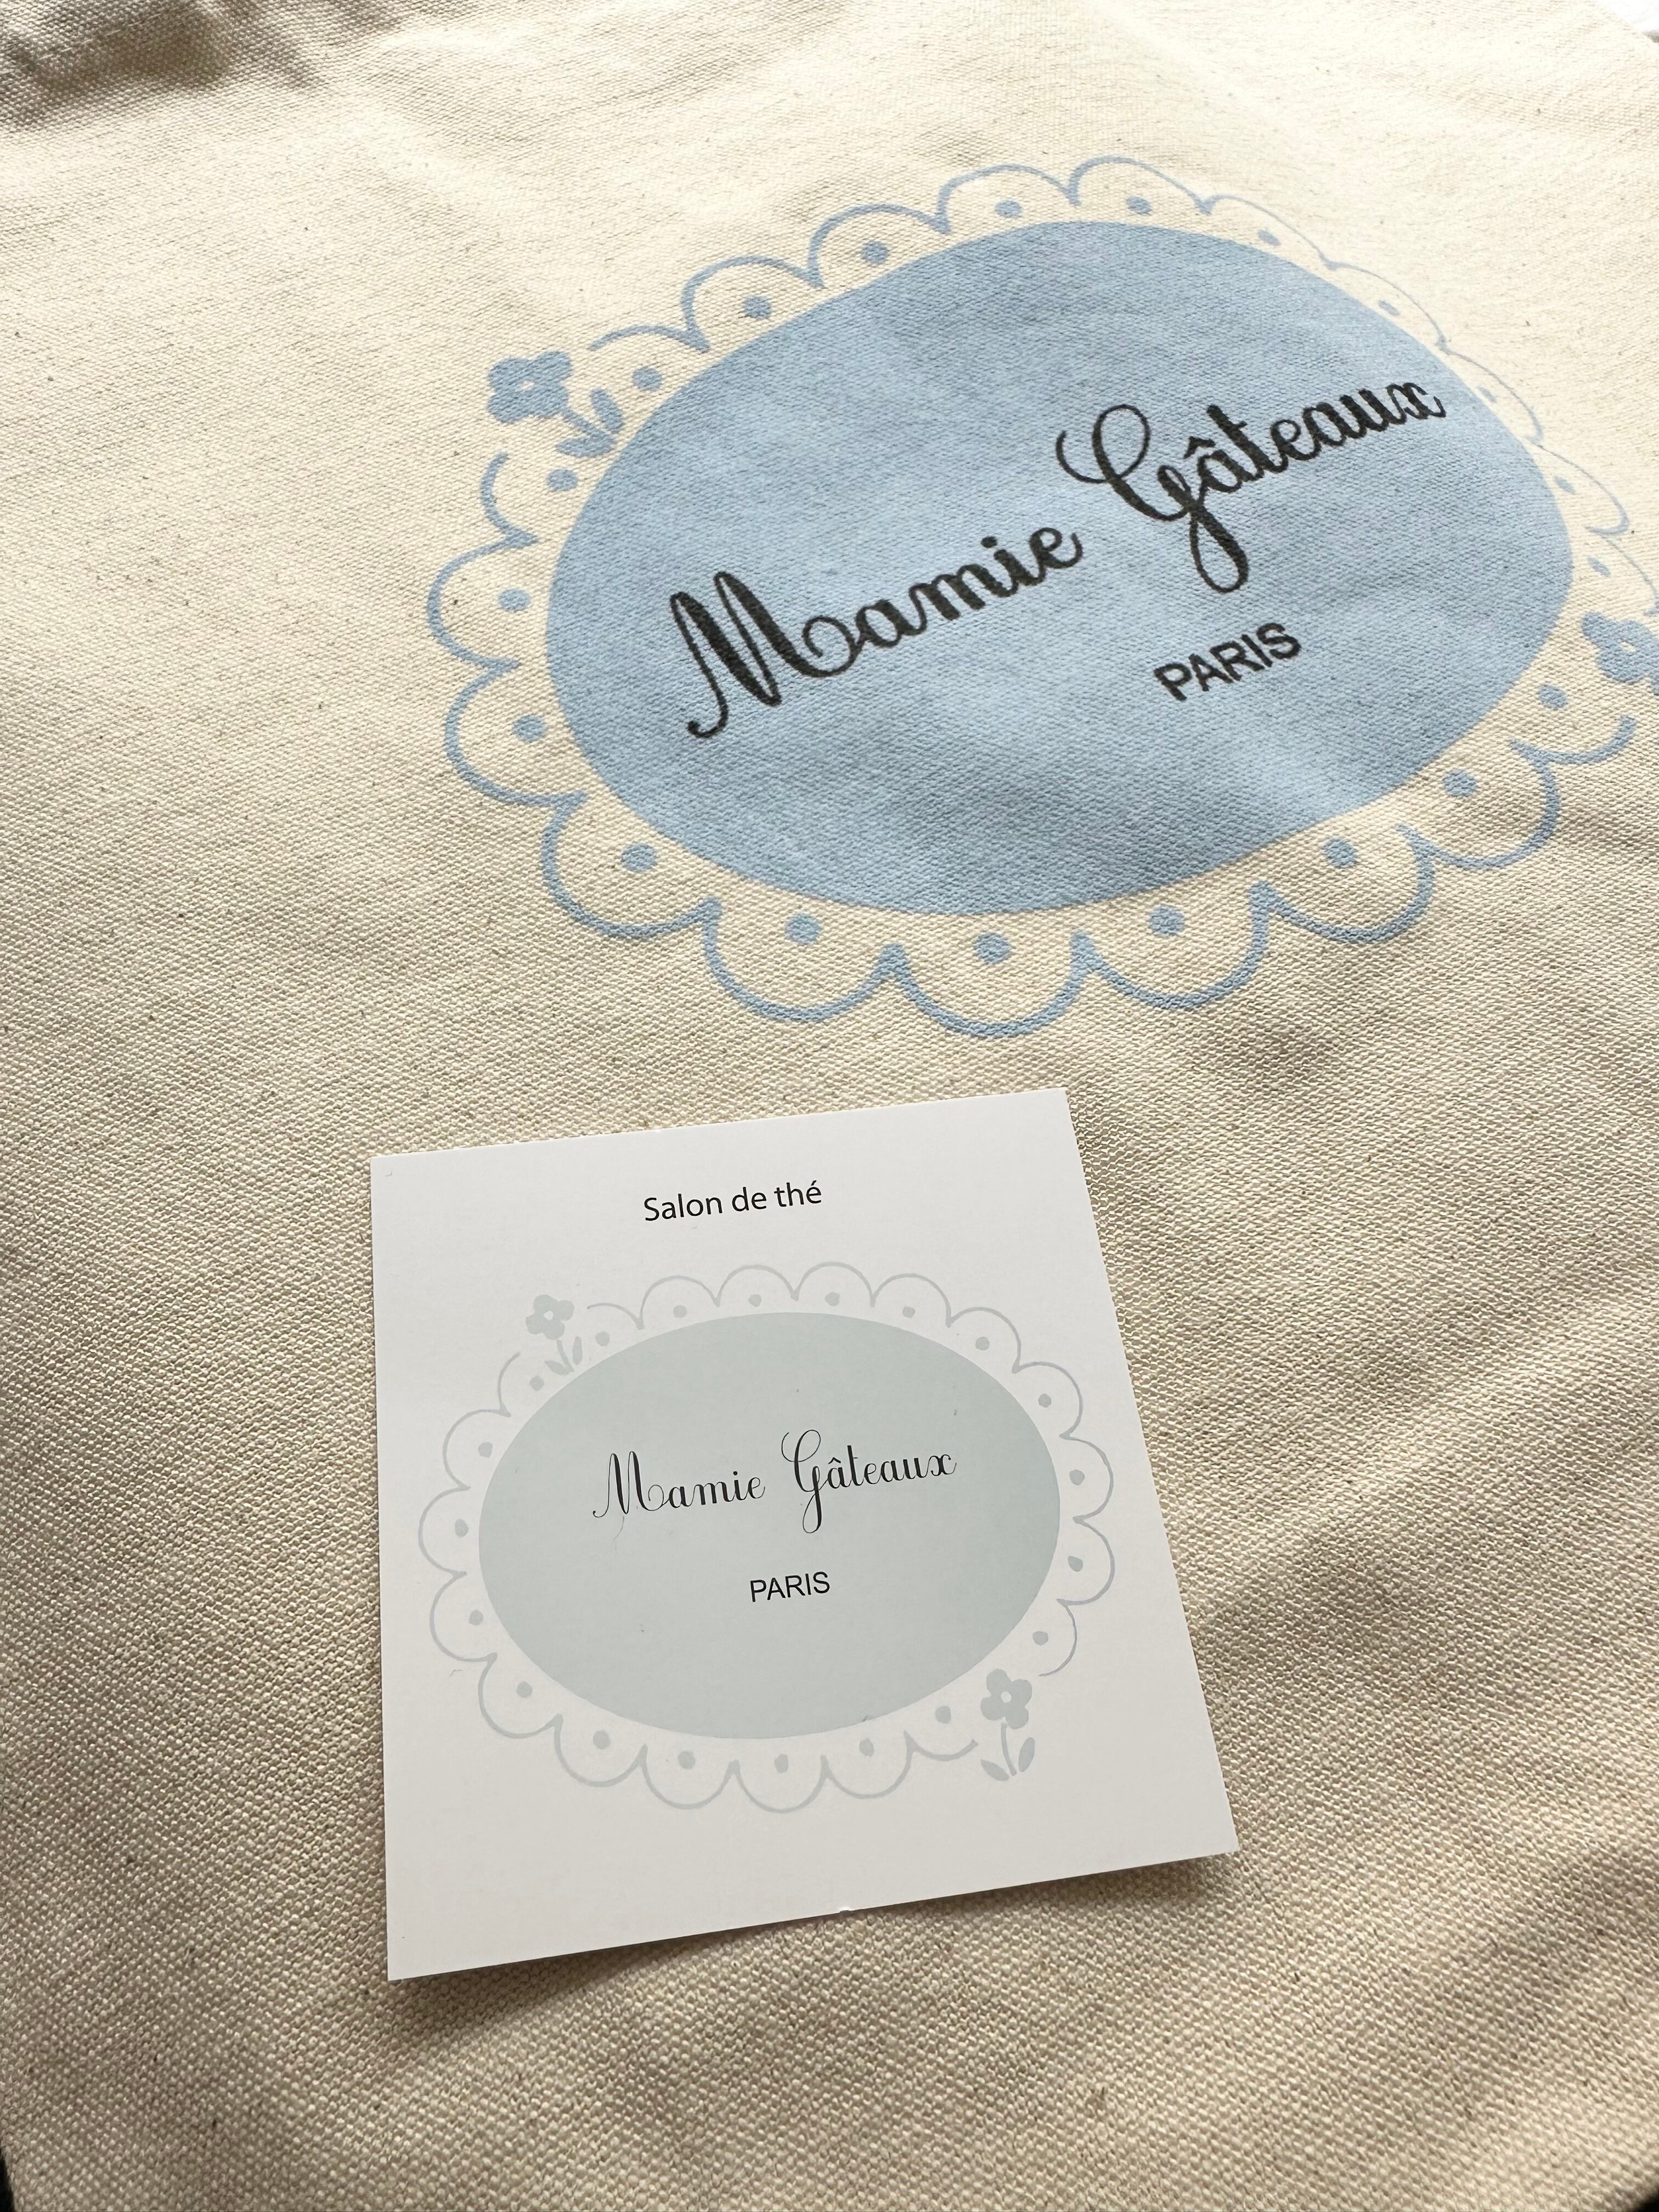 Mamie Gâteaux
PARIS
Salon de thé
Mamie Gâteaux
PARIS